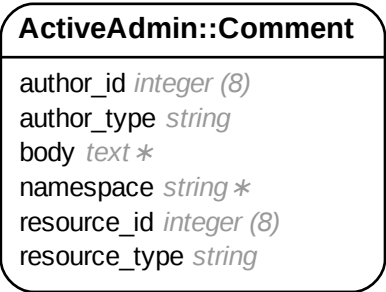 ActiveAdmin::Comment
author_id integer (8)
author_type string
body text ∗
namespace string ∗
resource_id integer (8)
resource_type string